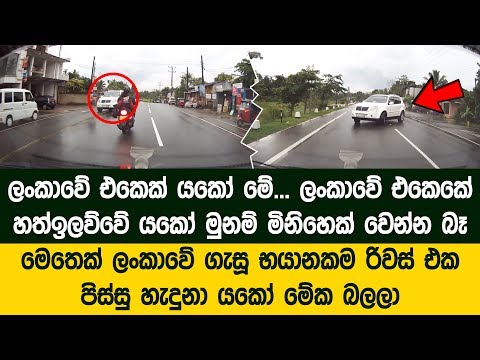 ලංකාවේ එකෙක් යකෝ මේ... ලංකාවේ එකෙකේ
හත්ඉලව්වේ යකෝ මුනම් මිනිහෙක් වෙන්න බෑ
මෙතෙක් ලංකාවේ ගැසූ භයානකම රිවස් එක
පිස්සු හැදුනා යකෝ මේක බලලා